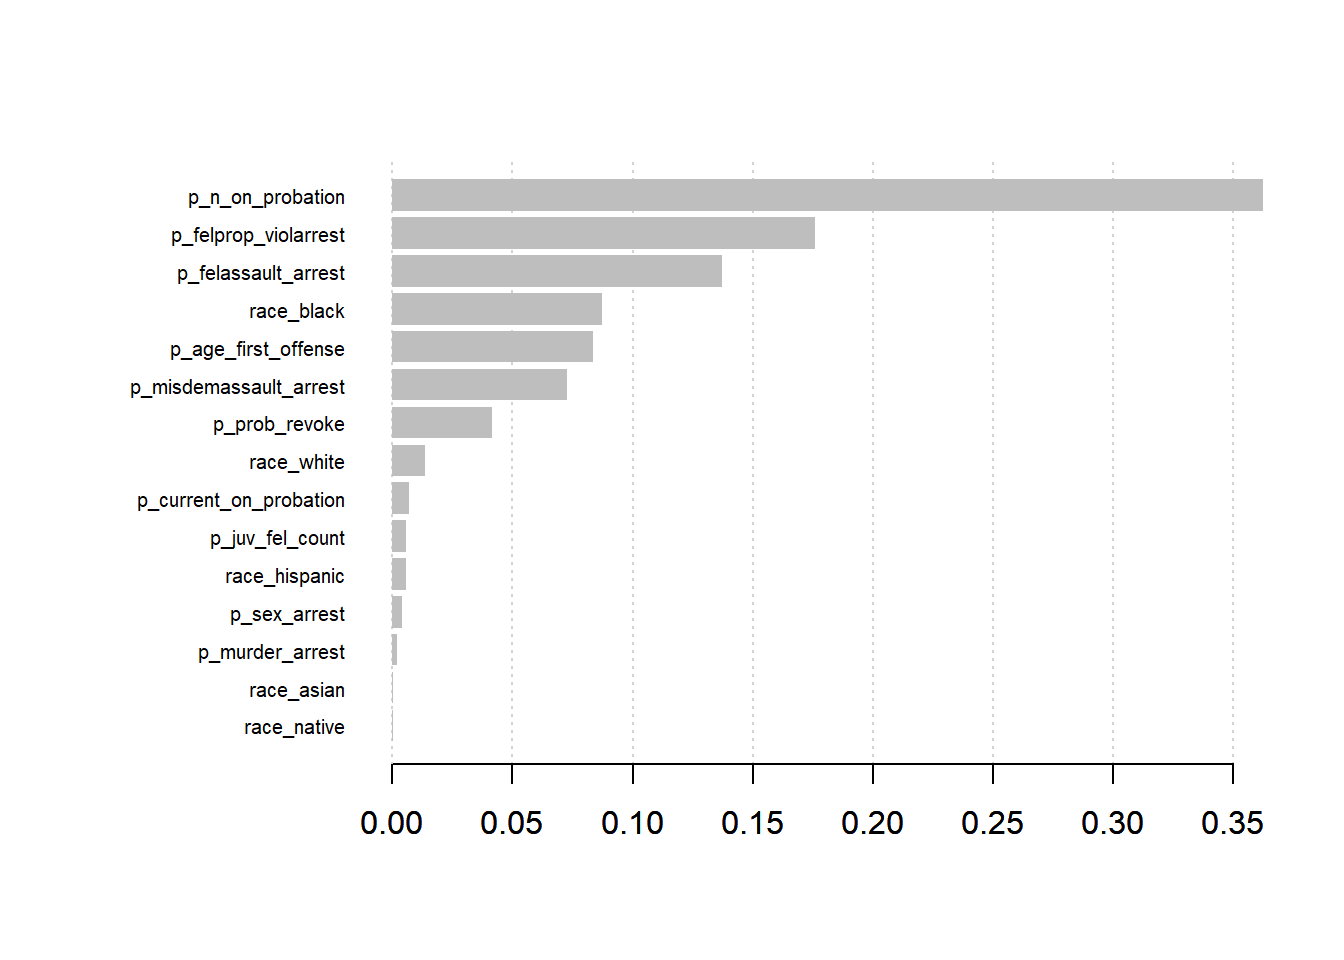 p_n_on_probation
p_felprop_violarrest
p_felassault_arrest
race_black
p_age_first_offense
p_misdemassault_arrest
p_prob_revoke
race_white
p_current_on_probation
p_juv_fel_count
race_hispanic
p_sex_arrest
p_murder_arrest
race_asian
race_native
0.00 0.05 0.10 0.15 0.20 0.25 0.30 0.35